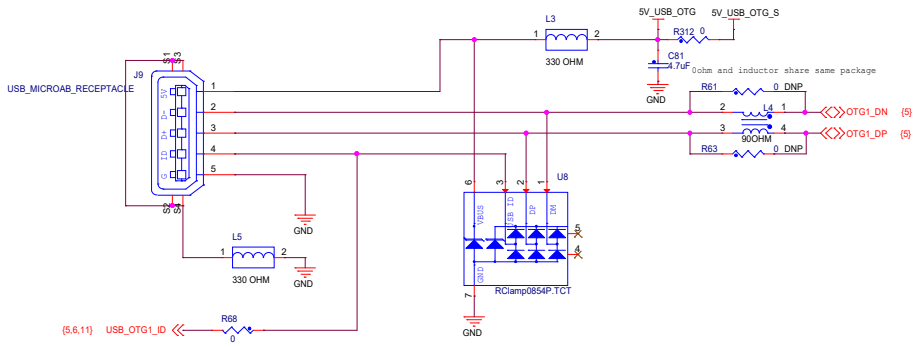 5V_USB_OTG
5V_USB_OTG_S
L3
1
2
330 OHM
R312 0
C81
4.7uF
GND
0ohm and inductor share same package
S1
S3
J9
USB_MICROAB_RECEPTACLE
5V
D-
D+
ID
G
1
2
3
4
5
S2
S4
R61
0 DNP
2
L4
1
OTG1_DN {5}
3
4
OTG1_DP {5}
90OHM
R63
0 DNP
GND
6
3
2
1
U8
VBUS
USB ID
DP
DM
5
4
GND
7
RClamp0854P.TCT
GND
L5
1
2
330 OHM
GND
{5,6,11} USB_OTG1_ID
R68
0